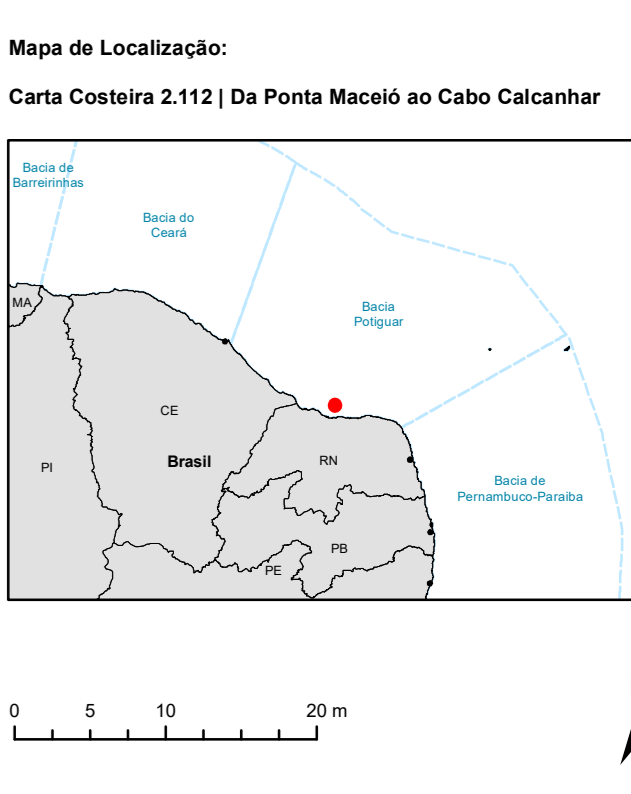 Mapa de Localização:
Carta Costeira 2.112 | Da Ponta Maceió ao Cabo Calcanhar
Bacia de
Barreirinhas
Bacia do
Ceará
Bacia
Potiguar
MA
CE
PI
Brasil
RN
Bacia de
Pernambuco-Paraiba
PB
PE
0 5 10 20 m